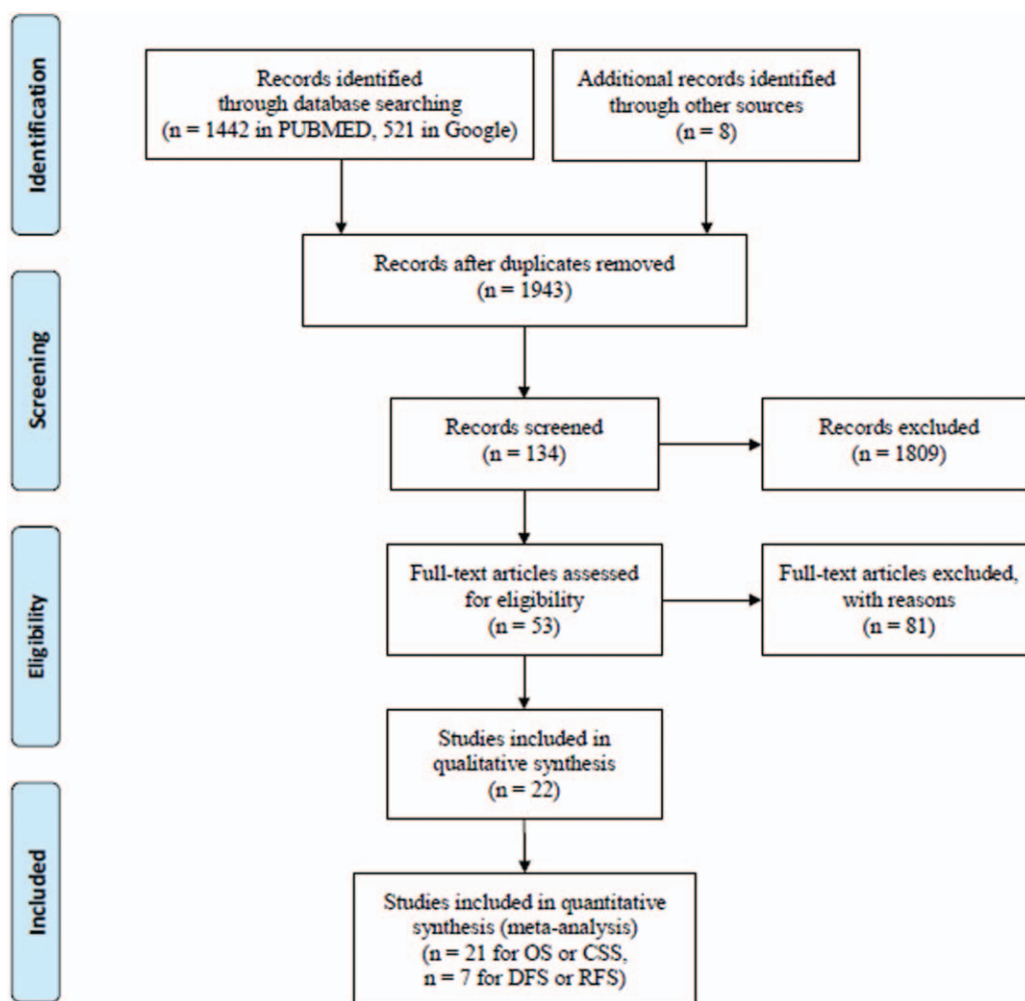 Identification
Records identified
through database searching
(n = 1442 in PUBMED, 521 in Google)
Additional records identified
through other sources
(n = 8)
Records after duplicates removed
(n = 1943)
Screening
Records screened
(n = 134)
Records excluded
(n = 1809)
Eligibility
Full-text articles assessed
for eligibility
(n = 53)
Full-text articles excluded,
with reasons
(n = 81)
Studies included in
qualitative synthesis
(n = 22)
Included
Studies included in quantitative
synthesis (meta-analysis)
(n = 21 for OS or CSS,
n = 7 for DFS or RFS)